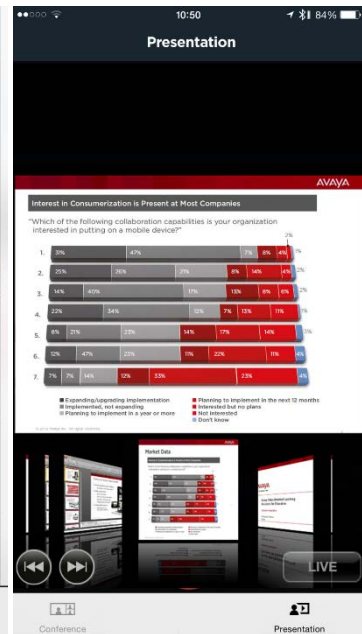 10:50
84%
Presentation
AVAYA
Interest in Consumerization is Present at Most Companies
"Which of the following collaboration capabilities is your organization
interested in putting on a mobile device?"
1. 31% 47% 7% 8% 4%
2. 25% 26% 21% 8% 14% 4% 2%
3. 14% 40% 17% 13% 8% 6% 2%
4. 22% 34% 12% 7% 13% 11%
5. 8% 21% 23% 14% 17% 14%
6. 12% 47% 23% 11% 22% 11% 4%
7. 7% 7% 14% 12% 33% 23% 4%
Expanding/upgrading implementation
Implemented, not expanding
Planning to implement in a year or more
Planning to implement in the next 12 months
Interested but no plans
Not interested
Don't know
Market Data
LIVE
Conference
Presentation